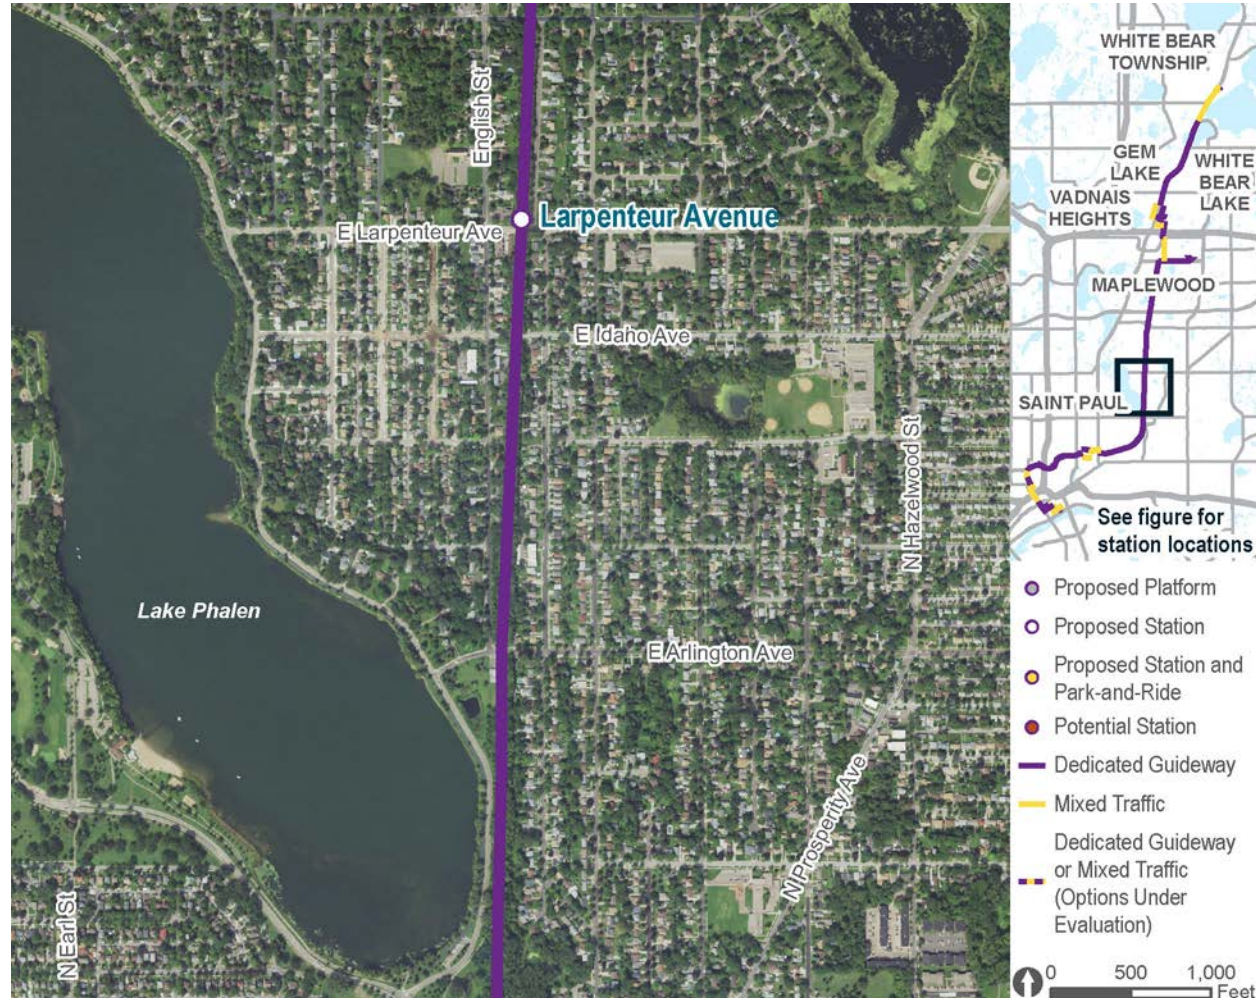 English St
Larpenteur Avenue
E Larpenteur Ave
E Idaho Ave
N Hazelwood St
Lake Phalen
E Arlington Ave
N Prosperity Ave
N Earl St
WHITE BEAR
TOWNSHIP
GEM
LAKE
WHITE
BEAR
LAKE
VADNAIS
HEIGHTS
MAPLEWOOD
SAINT PAUL
See figure for
station locations
Proposed Platform
Proposed Station
Proposed Station and
Park-and-Ride
Potential Station
Dedicated Guideway
Mixed Traffic
Dedicated Guideway
or Mixed Traffic
(Options Under
Evaluation)
0 500 1,000
Feet